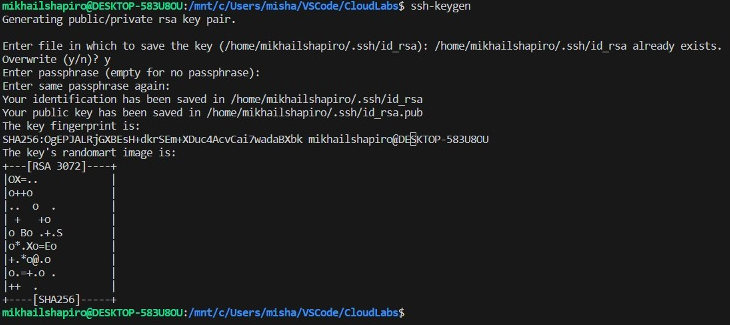 mikhailshapiro@DESKTOP-583U8OU:/mnt/c/Users/misha/VSCode/CloudLabs$ ssh-keygen
Generating public/private rsa key pair.
Enter file in which to save the key (/home/mikhailshapiro/.ssh/id_rsa): /home/mikhailshapiro/.ssh/id_rsa already exists.
Overwrite (y/n)? y
Enter passphrase (empty for no passphrase):
Enter same passphrase again:
Your identification has been saved in /home/mikhailshapiro/.ssh/id_rsa
Your public key has been saved in /home/mikhailshapiro/.ssh/id_rsa.pub
The key fingerprint is:
SHA256:OgEPJALRjGXBEsH+dkrSEm+XDuc4AcvCai7wadaBXbk mikhailshapiro@DESKTOP-583U8OU
The key's randomart image is:
+---[RSA 3072]----+
|OX=..            |
|o++o             |
|..  o  .         |
| +   +o          |
|o Bo .+.S        |
|o*.Xo=Eo         |
|+.*o@.o          |
|o.=+.o .         |
|++  .            |
+----[SHA256]-----+
mikhailshapiro@DESKTOP-583U8OU:/mnt/c/Users/misha/VSCode/CloudLabs$